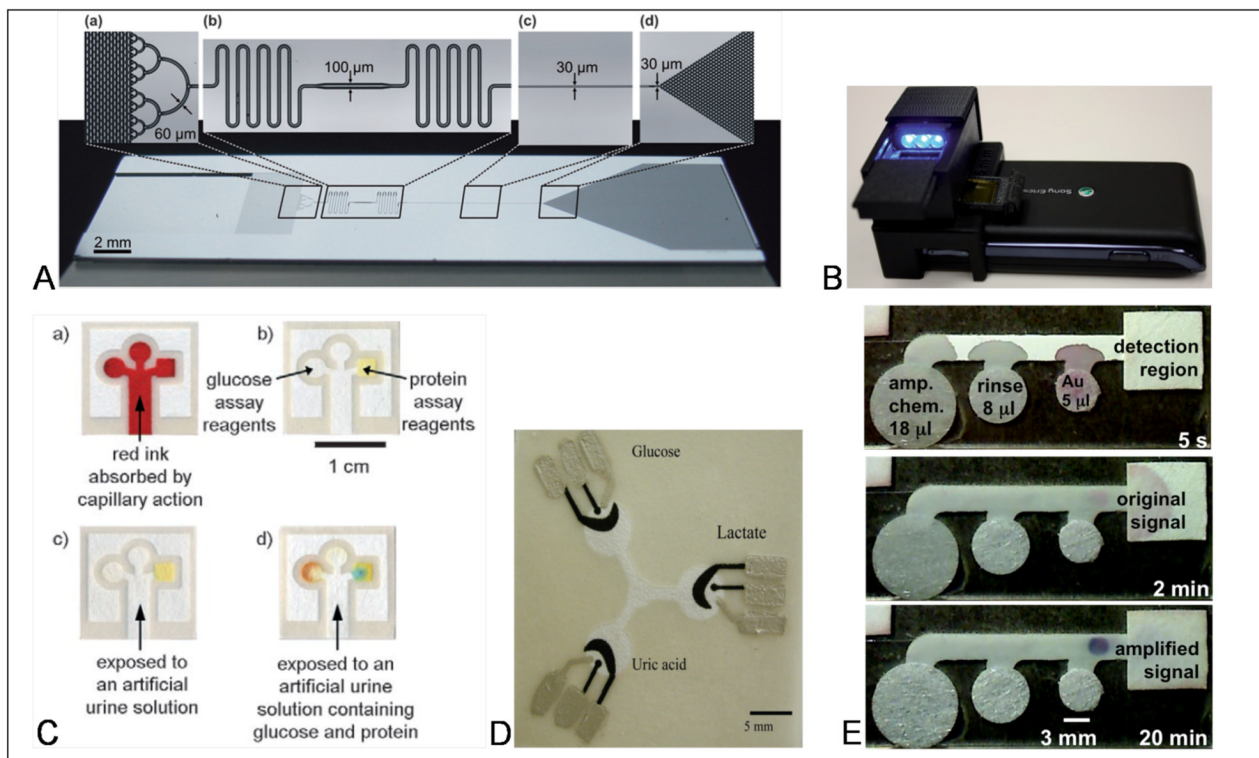 (a)
(b)
(c)
(d)
100 µm
30 µm
30 µm
60 µm
2 mm
A
Sony Erics
B
a)
b)
glucose
assay
reagents
protein
assay
reagents
red ink
absorbed by
capillary action
1 cm
c)
d)
exposed to
an artificial
urine solution
exposed to an
artificial urine
solution containing
glucose and protein
C
Glucose
Lactate
Uric acid
5 mm
D
detection
region
amp.
chem.
18 µl
rinse
8 µl
Au
5 µl
5 s
original
signal
2 min
amplified
signal
3 mm
20 min
E